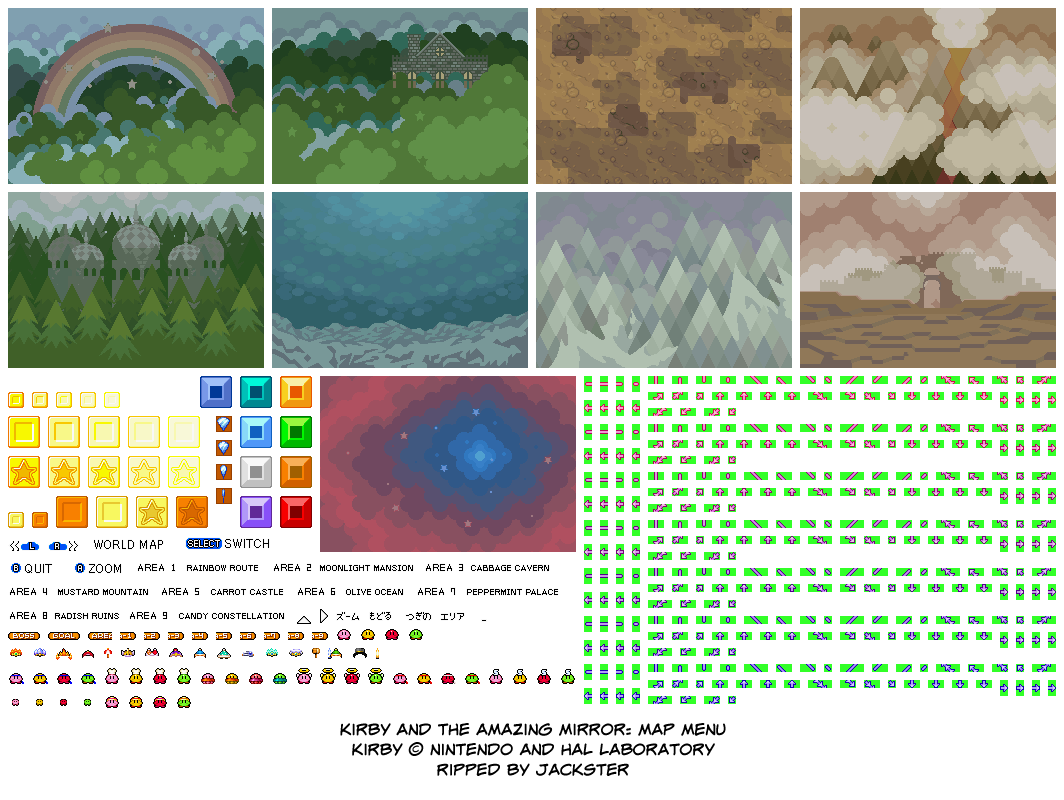 L R WORLD MAP SELECT SWITCH
B QUIT B ZOOM AREA 1 RAINBOW ROUTE AREA 2 MOONLIGHT MANSION AREA 3 CABBAGE CAVERN
AREA 4 MUSTARD MOUNTAIN AREA 5 CARROT CASTLE AREA 6 OLIVE OCEAN AREA 7 PEPPERMINT PALACE
AREA 8 RADISH RUINS AREA 9 CANDY CONSTELLATION ズーム もどる つぎの エリア
BOSS GOAL AREA
KIRBY AND THE AMAZING MIRROR: MAP MENU
KIRBY © NINTENDO AND HAL LABORATORY
RIPPED BY JACKSTER